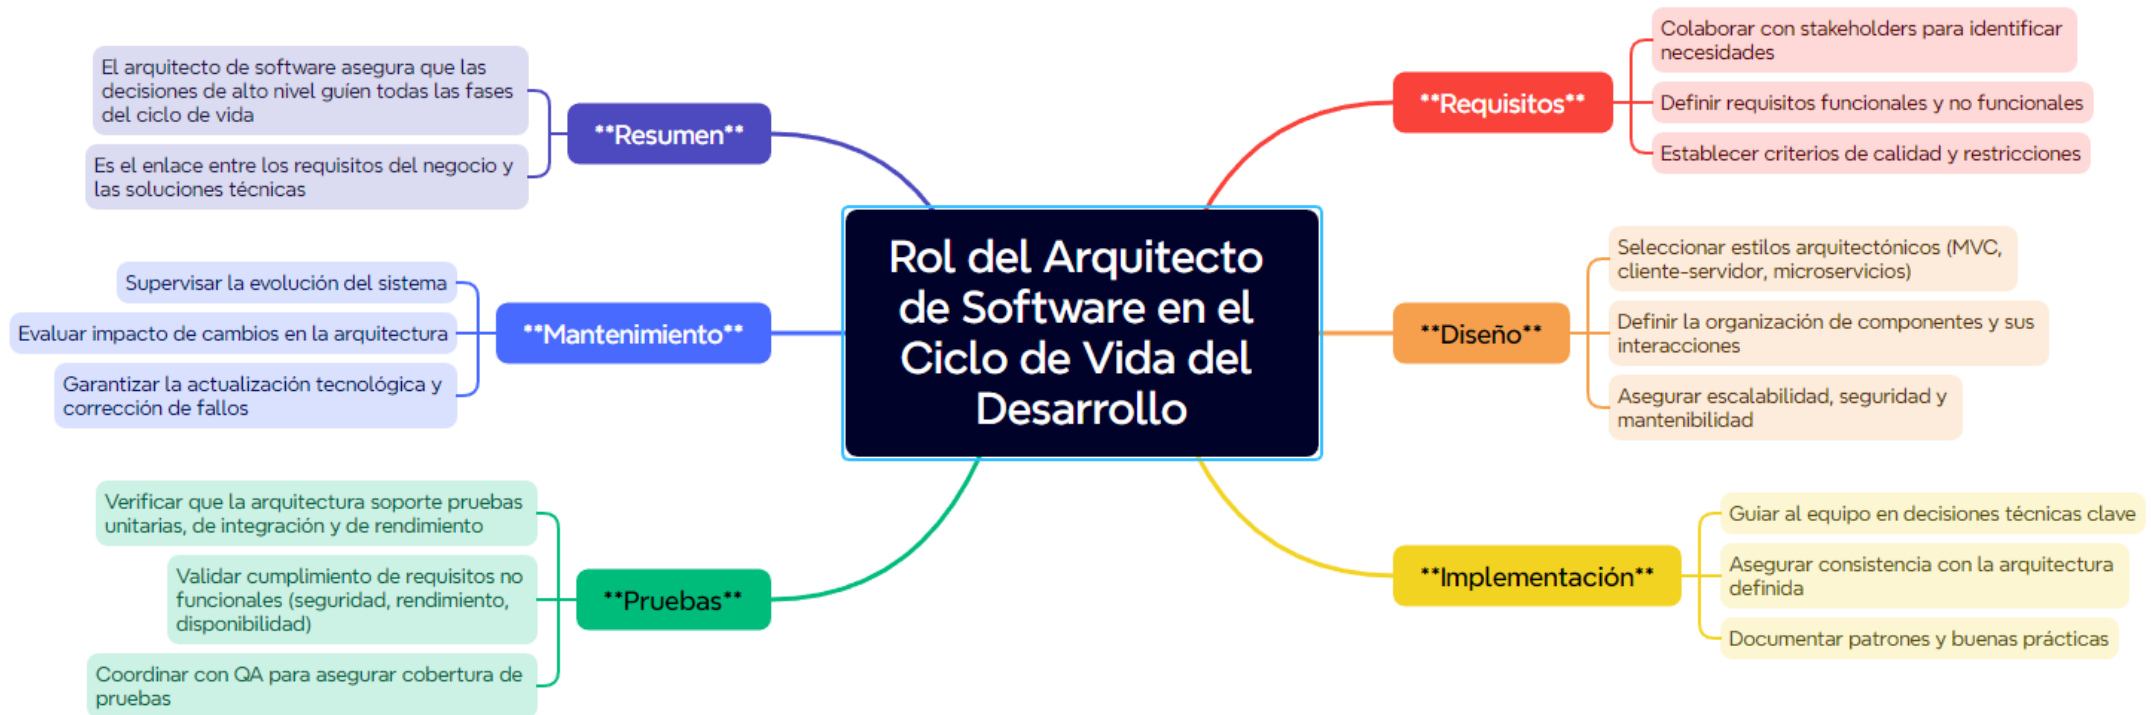 Rol del Arquitecto
de Software en el
Ciclo de Vida del
Desarrollo
**Requisitos**
Colaborar con stakeholders para identificar
necesidades
Definir requisitos funcionales y no funcionales
Establecer criterios de calidad y restricciones
**Diseño**
Seleccionar estilos arquitectónicos (MVC,
cliente-servidor, microservicios)
Definir la organización de componentes y sus
interacciones
Asegurar escalabilidad, seguridad y
mantenibilidad
**Implementación**
Guiar al equipo en decisiones técnicas clave
Asegurar consistencia con la arquitectura
definida
Documentar patrones y buenas prácticas
**Pruebas**
Verificar que la arquitectura soporte pruebas
unitarias, de integración y de rendimiento
Validar cumplimiento de requisitos no
funcionales (seguridad, rendimiento,
disponibilidad)
Coordinar con QA para asegurar cobertura de
pruebas
**Mantenimiento**
Supervisar la evolución del sistema
Evaluar impacto de cambios en la arquitectura
Garantizar la actualización tecnológica y
corrección de fallos
**Resumen**
El arquitecto de software asegura que las
decisiones de alto nivel guíen todas las fases
del ciclo de vida
Es el enlace entre los requisitos del negocio y
las soluciones técnicas